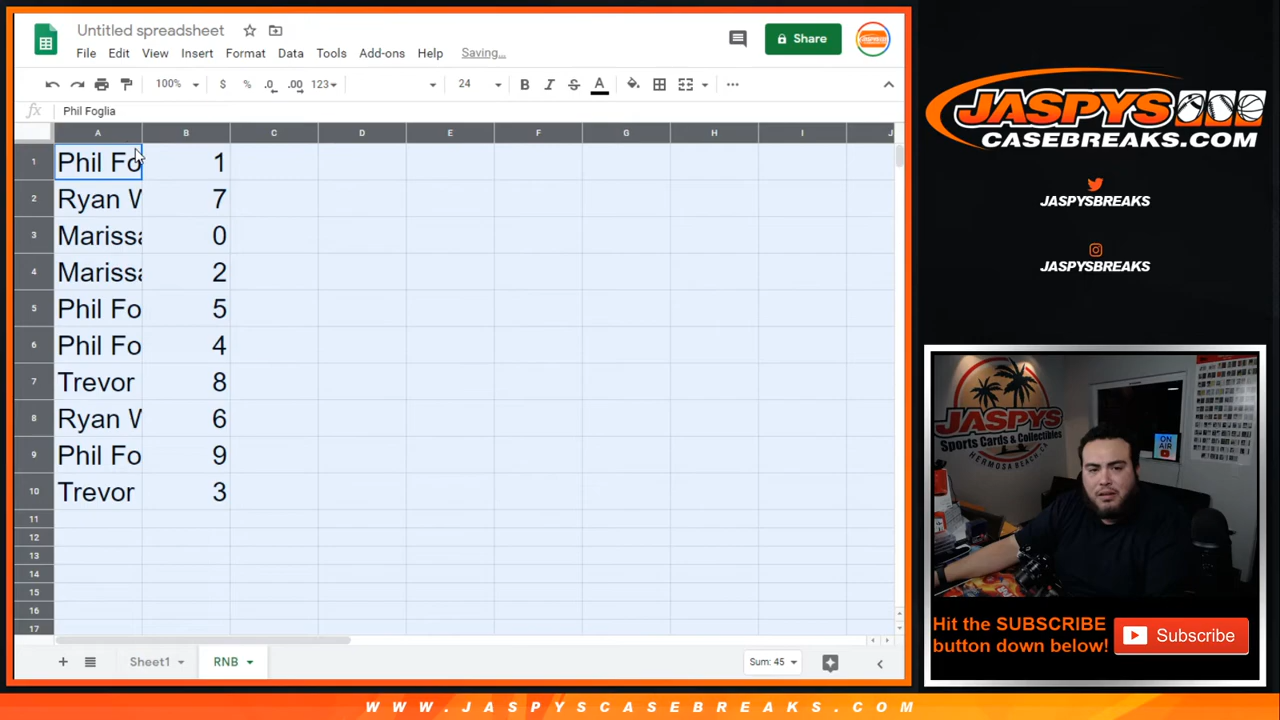 Untitled spreadsheet
File Edit View Insert Format Data Tools Add-ons Help Saving...
Share
100% $ % .0 .00 123 24 B I S A
fx Phil Foglia
A B C D E F G H I J
1 Phil Fo 1
2 Ryan W 7
3 Marissa 0
4 Marissa 2
5 Phil Fo 5
6 Phil Fo 4
7 Trevor 8
8 Ryan W 6
9 Phil Fo 9
10 Trevor 3
11
12
13
14
15
16
17
Sheet1 RNB Sum: 45
JASPYS
CASEBREAKS.COM
JASPYSBREAKS
JASPYSBREAKS
JASPYS
Sports Cards & Collectibles
HERMOSA BEACH, CA
ON AIR
Hit the SUBSCRIBE
button down below!
Subscribe
WWW.JASPYSCASEBREAKS.COM